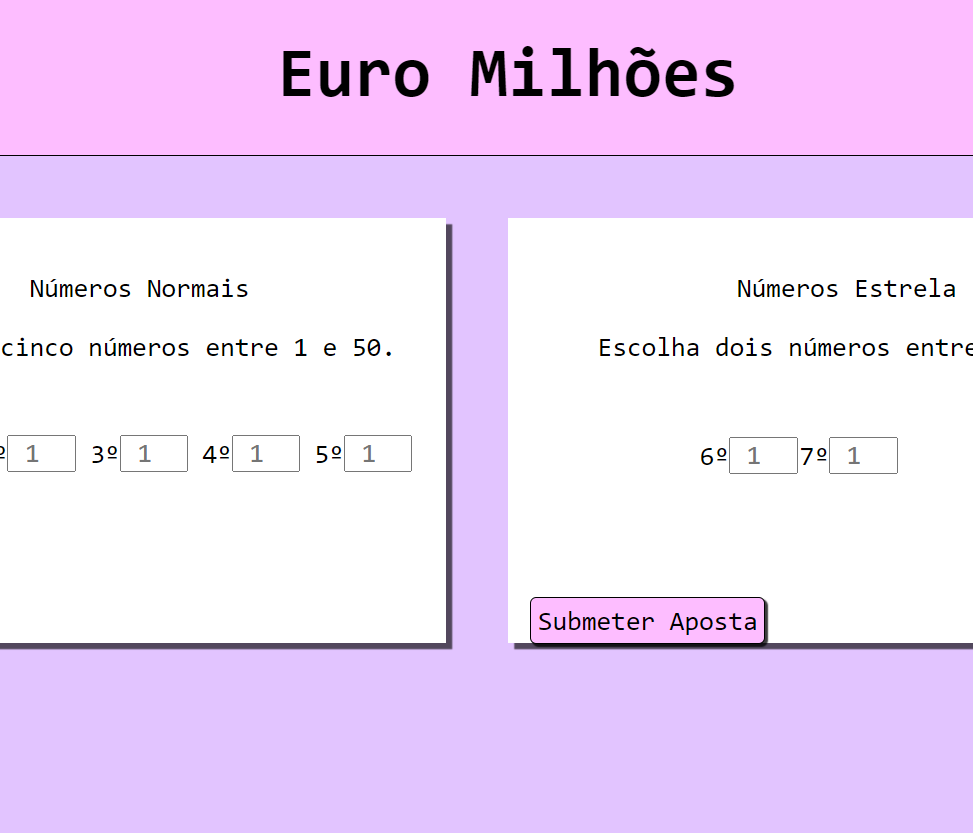 Euro Milhões
Números Normais
cinco números entre 1 e 50.
º 1 3º 1 4º 1 5º 1
Números Estrela
Escolha dois números entre
6º 1 7º 1
Submeter Aposta